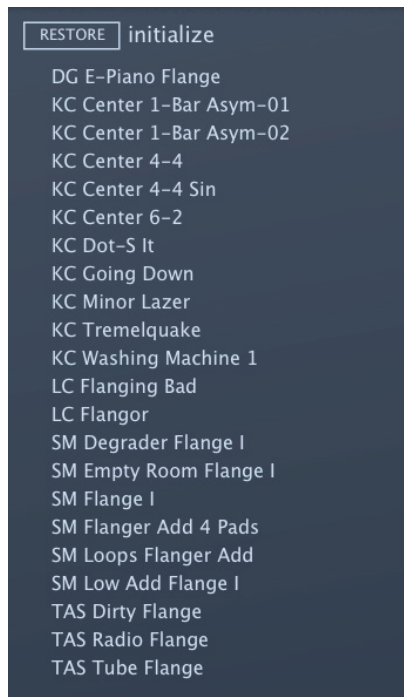 RESTORE initialize
DG E-Piano Flange
KC Center 1-Bar Asym-01
KC Center 1-Bar Asym-02
KC Center 4-4
KC Center 4-4 Sin
KC Center 6-2
KC Dot-S It
KC Going Down
KC Minor Lazer
KC Tremelquake
KC Washing Machine 1
LC Flanging Bad
LC Flangor
SM Degrader Flange I
SM Empty Room Flange I
SM Flange I
SM Flanger Add 4 Pads
SM Loops Flanger Add
SM Low Add Flange I
TAS Dirty Flange
TAS Radio Flange
TAS Tube Flange